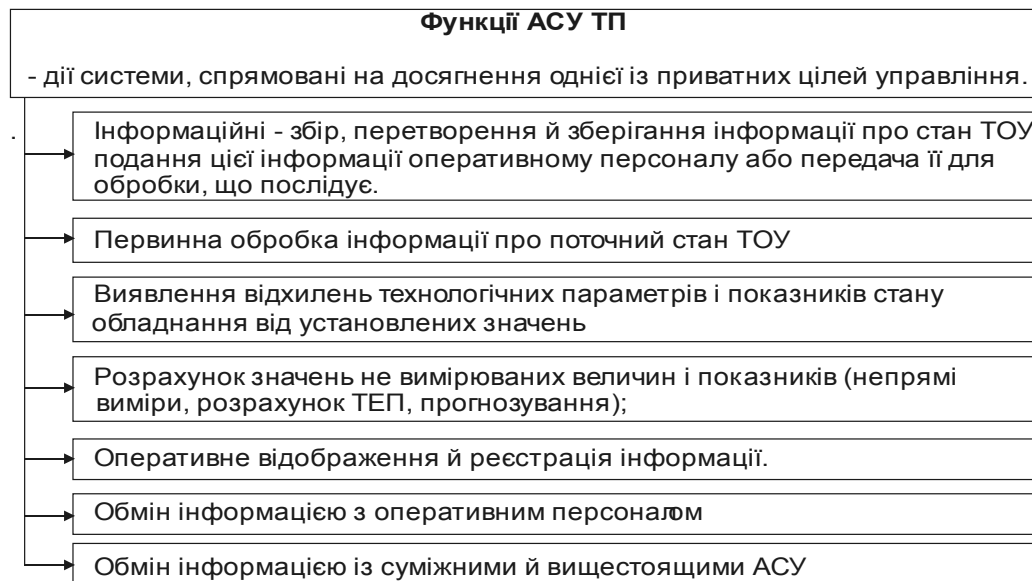 Функції АСУ ТП
- дії системи, спрямовані на досягнення однієї із приватних цілей управління.
.
Інформаційні - збір, перетворення й зберігання інформації про стан ТОУ
подання цієї інформації оперативному персоналу або передача її для
обробки, що послідує.
Первинна обробка інформації про поточний стан ТОУ
Виявлення відхилень технологічних параметрів і показників стану
обладнання від установлених значень
Розрахунок значень не вимірюваних величин і показників (непрямі
виміри, розрахунок ТЕП, прогнозування);
Оперативне відображення й реєстрація інформації.
Обмін інформацією з оперативним персоналом
Обмін інформацією із суміжними й вищестоящими АСУ